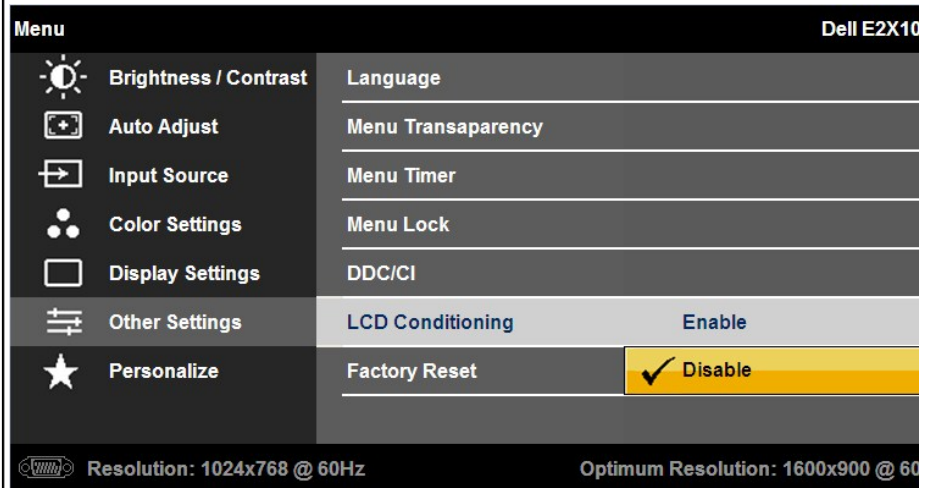 Menu Dell E2X10
Brightness / Contrast Language
Auto Adjust Menu Transaparency
Input Source Menu Timer
Color Settings Menu Lock
Display Settings DDC/CI
Other Settings LCD Conditioning Enable
Personalize Factory Reset Disable
Resolution: 1024x768 @ 60Hz Optimum Resolution: 1600x900 @ 60